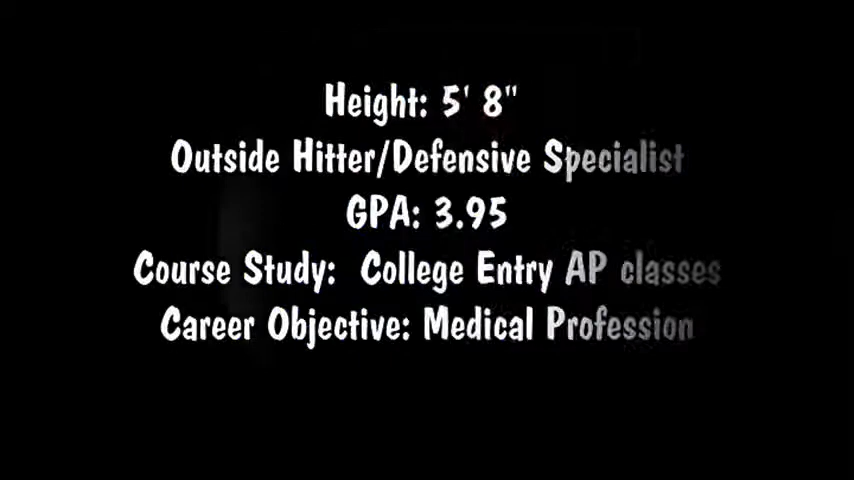 Height: 5' 8"
Outside Hitter/Defensive Specialist
GPA: 3.95
Course Study:  College Entry AP classes
Career Objective: Medical Profession